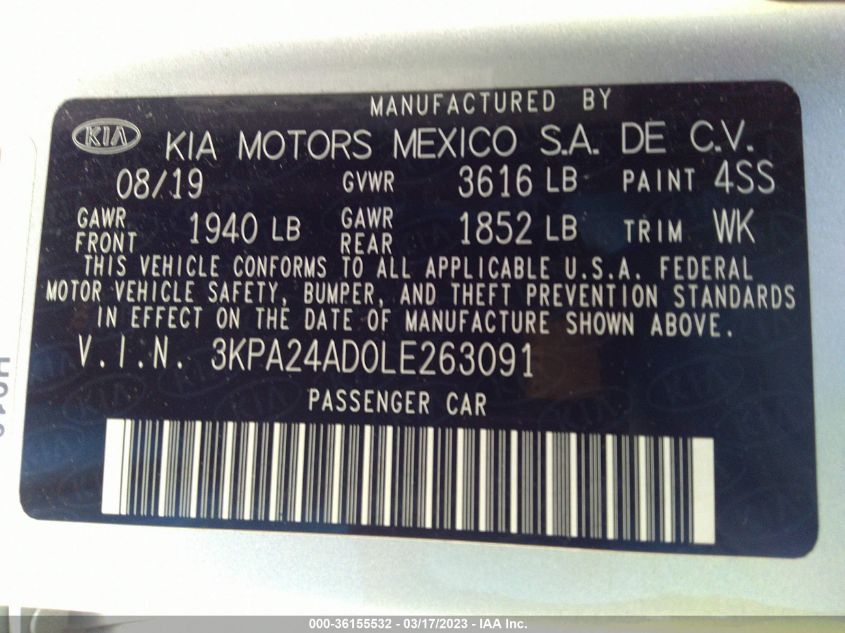 MANUFACTURED BY
KIA KIA MOTORS MEXICO S.A. DE C.V.
08/19 GVWR 3616 LB PAINT 4SS
GAWR FRONT 1940 LB GAWR REAR 1852 LB TRIM WK
THIS VEHICLE CONFORMS TO ALL APPLICABLE U.S.A. FEDERAL
MOTOR VEHICLE SAFETY, BUMPER, AND THEFT PREVENTION STANDARDS
IN EFFECT ON THE DATE OF MANUFACTURE SHOWN ABOVE.
V.I.N. 3KPA24AD0LE263091
PASSENGER CAR
000-36155532 - 03/17/2023 - IAA Inc.